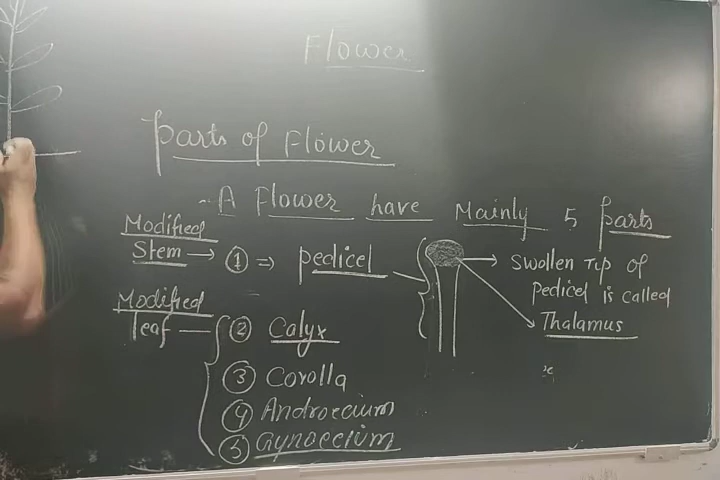 Flower
Parts of Flower
A Flower have Mainly 5 parts
Modified
Stem → ① ⇒ pedicel
→ Swollen Tip of
pedicel is called
Thalamus
Modified
leaf
② Calyx
③ Corolla
④ Androecium
⑤ Gynaecium